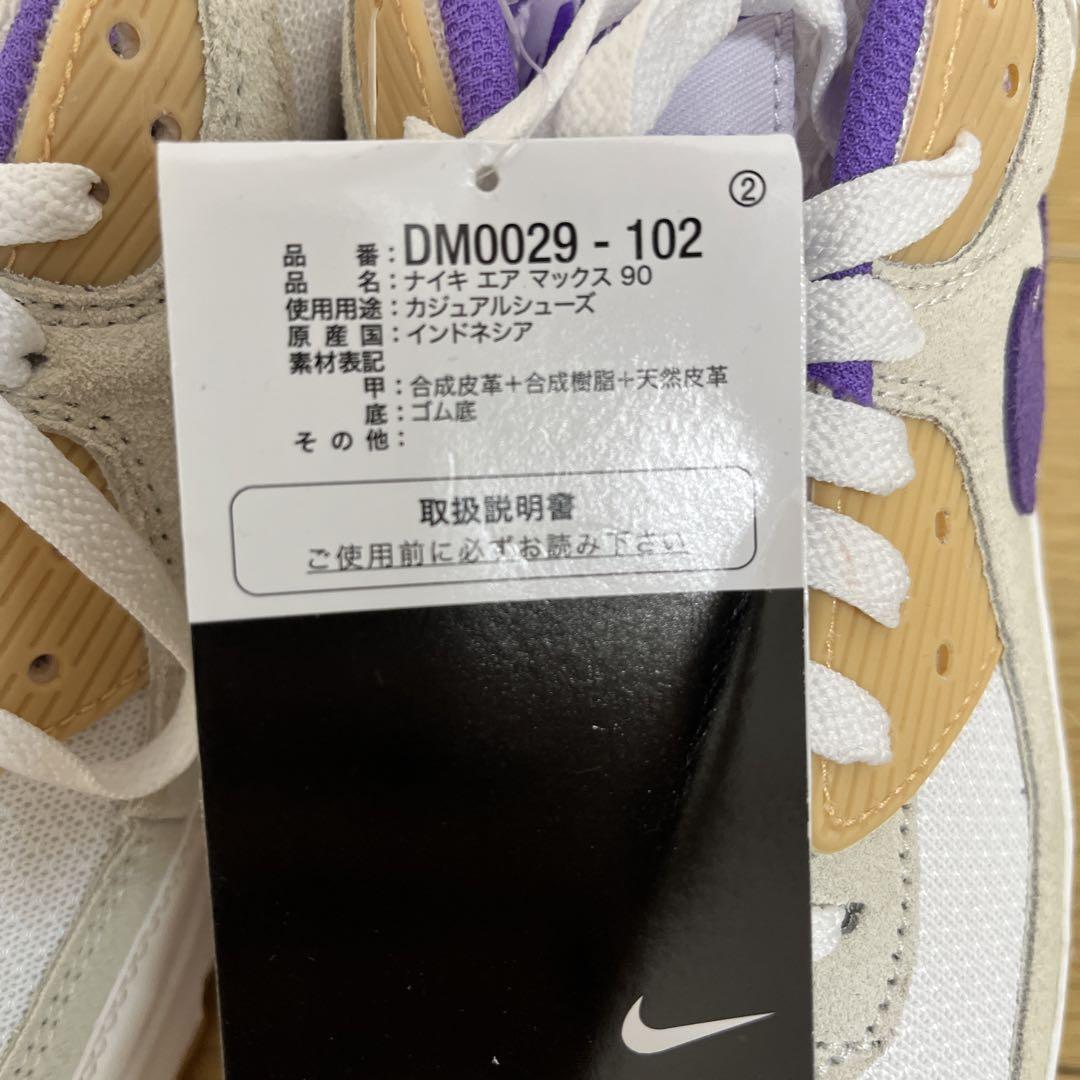 ②
品番：DM0029 - 102
品名：ナイキ エア マックス 90
使用用途：カジュアルシューズ
原産国：インドネシア
素材表記
甲：合成皮革＋合成樹脂＋天然皮革
底：ゴム底
その他：
取扱説明書
ご使用前に必ずお読み下さい